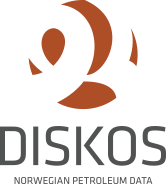 DISKOS
NORWEGIAN PETROLEUM DATA